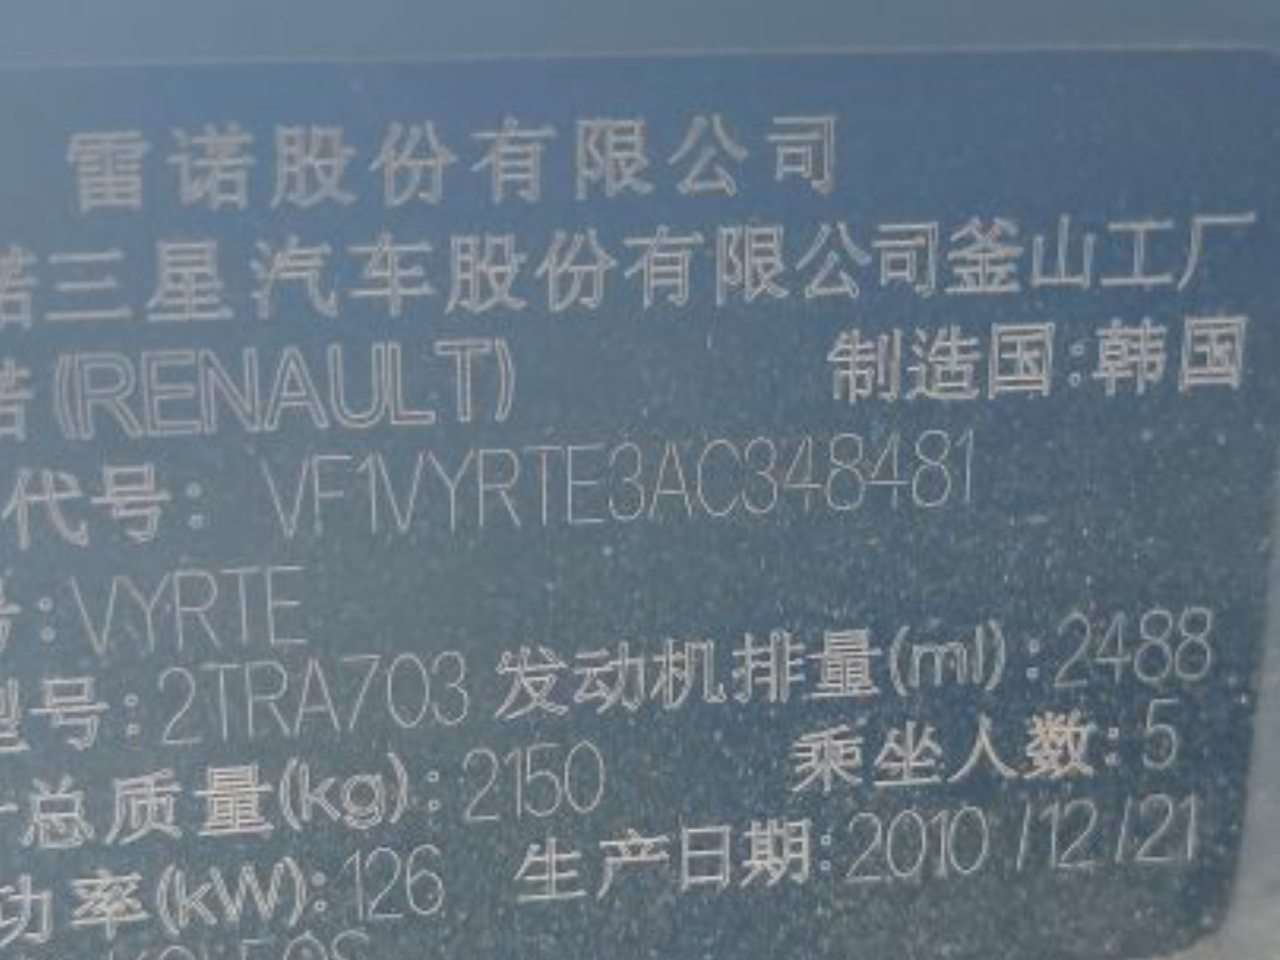 雷诺股份有限公司
诺三星汽车股份有限公司釜山工厂
诺(RENAULT) 制造国:韩国
代号: VF1VYRTE3AC348481
号:VYRTE
型号:2TRA703 发动机排量(ml):2488
总质量(kg):2150 乘坐人数:5
功率(kW):126 生产日期:2010/12/21